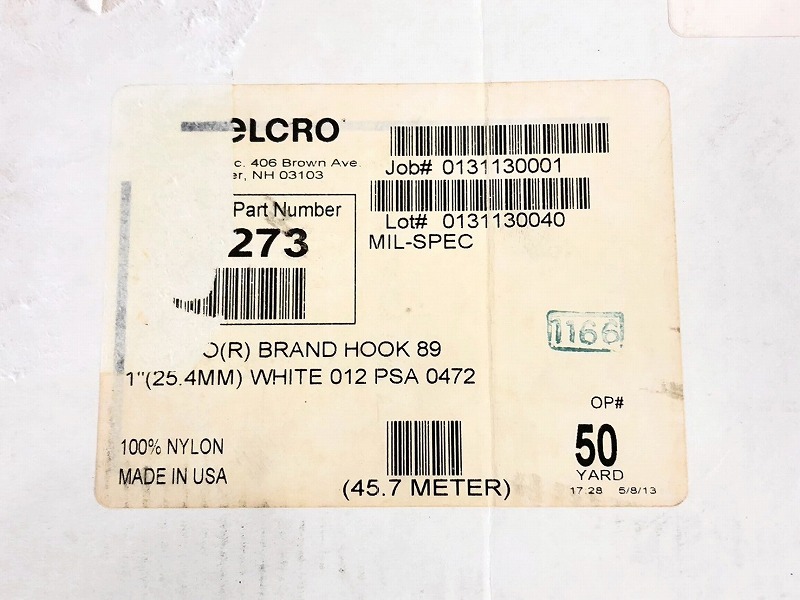 ELCRO
c. 406 Brown Ave.
er, NH 03103
Job# 0131130001
Lot# 0131130040
MIL-SPEC
Part Number
273
1166
O(R) BRAND HOOK 89
1"(25.4MM) WHITE 012 PSA 0472
OP#
100% NYLON
MADE IN USA
50
YARD
(45.7 METER)
17:28 5/8/13